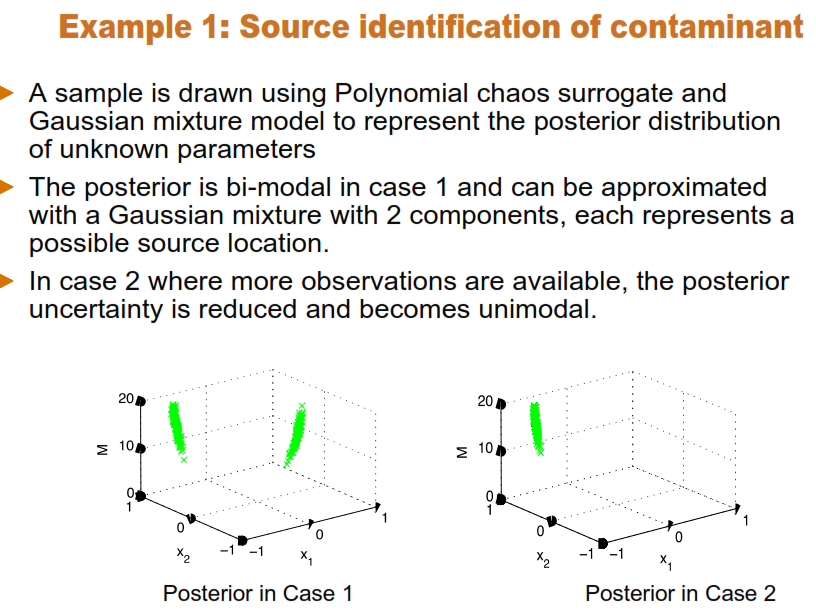 Example 1: Source identification of contaminant
A sample is drawn using Polynomial chaos surrogate and
Gaussian mixture model to represent the posterior distribution
of unknown parameters
The posterior is bi-modal in case 1 and can be approximated
with a Gaussian mixture with 2 components, each represents a
possible source location.
In case 2 where more observations are available, the posterior
uncertainty is reduced and becomes unimodal.
20
10
0
M
1
0
-1
x2
-1
0
1
x1
Posterior in Case 1
20
10
0
M
1
0
-1
x2
-1
0
1
x1
Posterior in Case 2